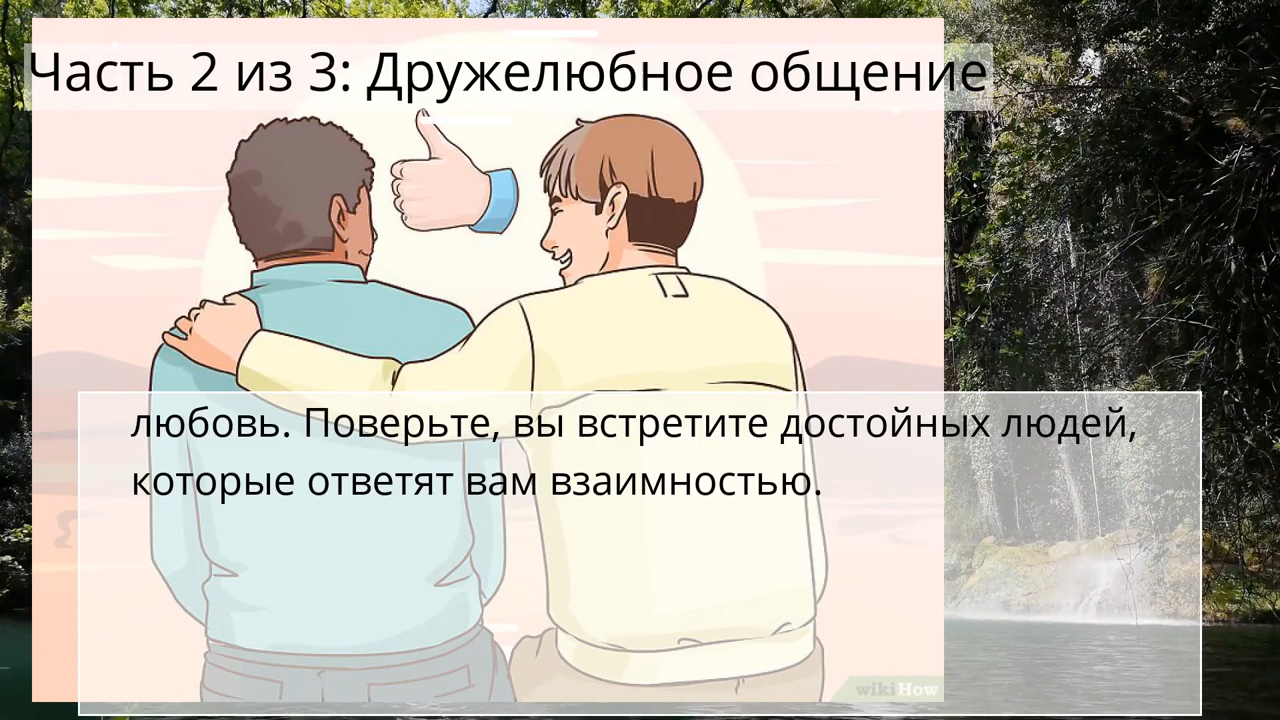 Часть 2 из 3: Дружелюбное общение
любовь. Поверьте, вы встретите достойных людей,
которые ответят вам взаимностью.
wikiHow